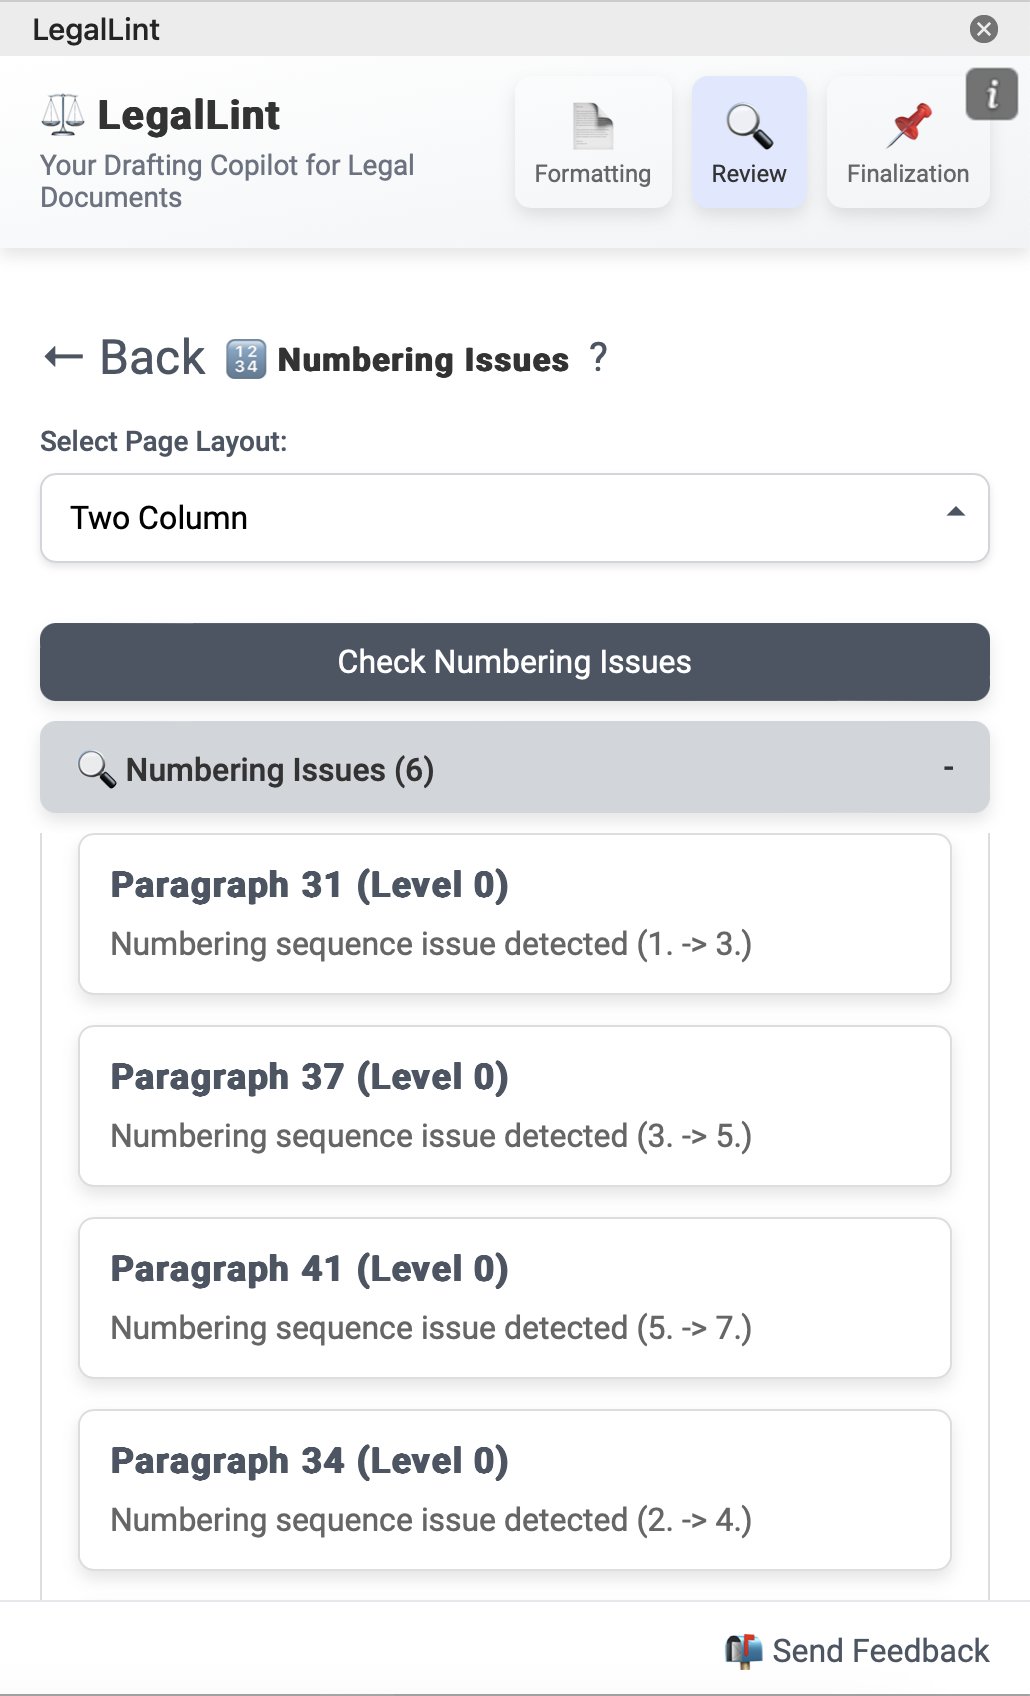 LegalLint
LegalLint
Your Drafting Copilot for Legal
Documents
Formatting
Review
Finalization
i
← Back 1234 Numbering Issues ?
Select Page Layout:
Two Column
Check Numbering Issues
Numbering Issues (6) -
Paragraph 31 (Level 0)
Numbering sequence issue detected (1. -> 3.)
Paragraph 37 (Level 0)
Numbering sequence issue detected (3. -> 5.)
Paragraph 41 (Level 0)
Numbering sequence issue detected (5. -> 7.)
Paragraph 34 (Level 0)
Numbering sequence issue detected (2. -> 4.)
Send Feedback